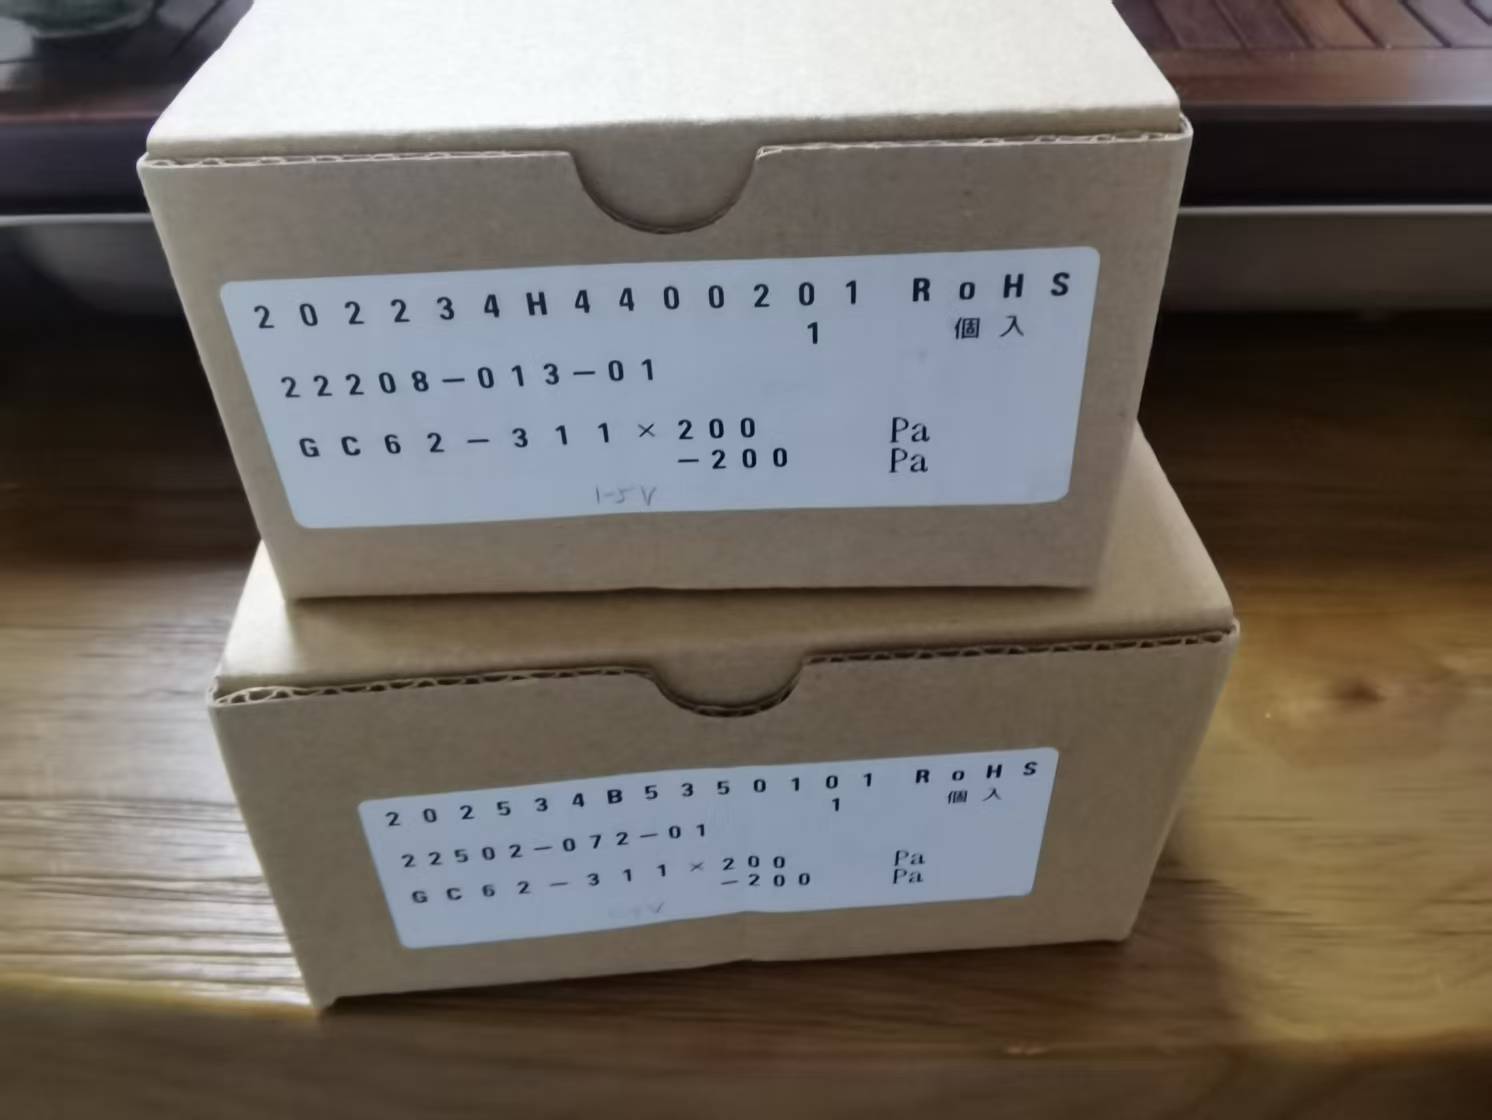 202234H4400201 RoHS
1 個入
22208-013-01
GC62-311×200 Pa
-200 Pa
1-5V
202534B5350101 RoHS
1 個入
22502-072-01
GC62-311×200 Pa
-200 Pa